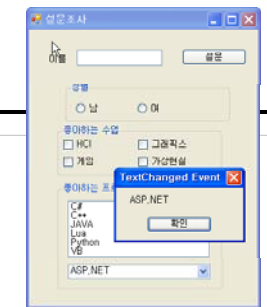 설문조사
이름
설문
성별
남 여
좋아하는 수업
HCI 그래픽스
게임 가상현실
좋아하는 프
C#
C++
JAVA
Lua
Python
VB
ASP,NET
TextChanged Event
ASP,NET
확인